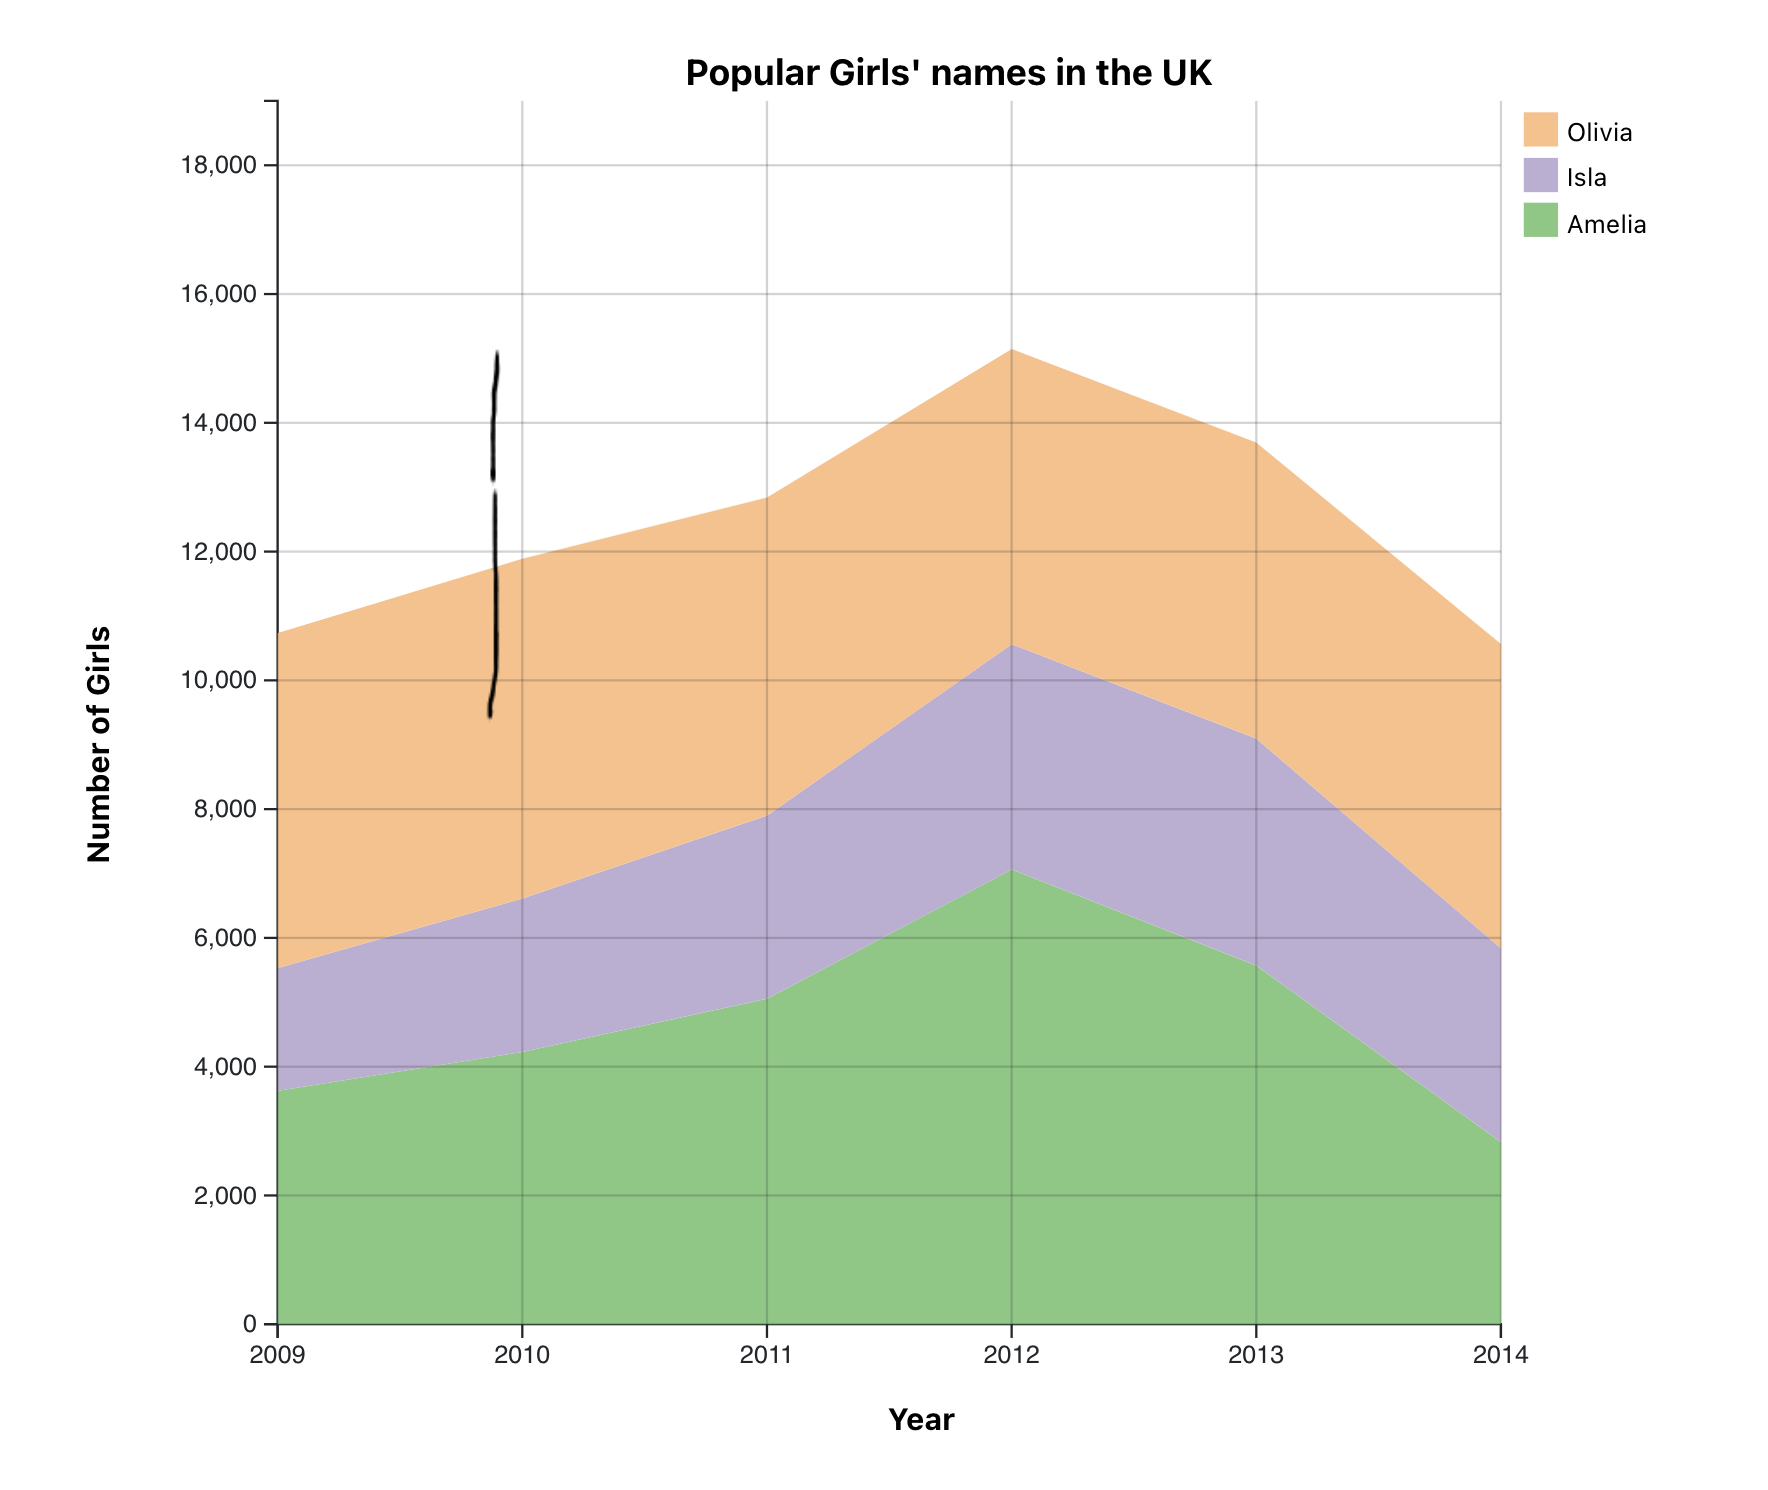 Popular Girls' names in the UK
Olivia
Isla
Amelia
18,000
16,000
14,000
12,000
10,000
8,000
6,000
4,000
2,000
0
Number of Girls
2009 2010 2011 2012 2013 2014
Year